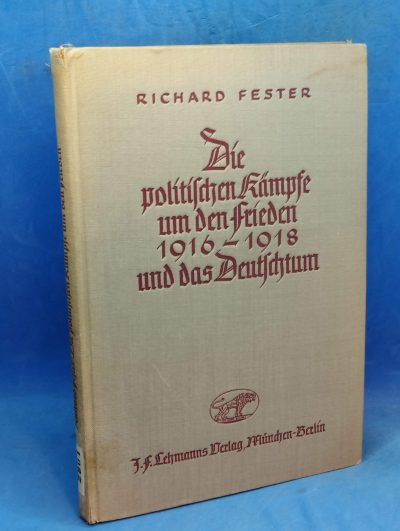 RICHARD FESTER
Die
politischen Kämpfe
um den Frieden
1916–1918
und das Deutschtum
J. F. Lehmanns Verlag, München-Berlin